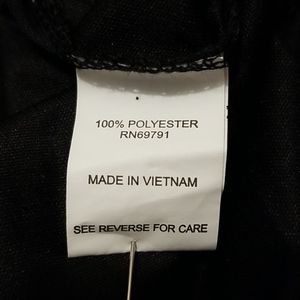 100% POLYESTER
RN69791
MADE IN VIETNAM
SEE REVERSE FOR CARE